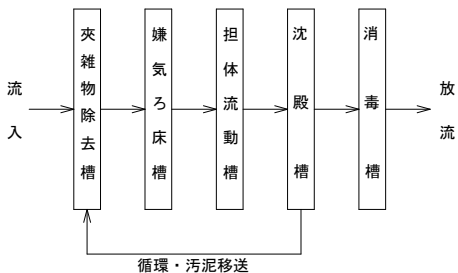 流入
夾雑物除去槽
嫌気ろ床槽
担体流動槽
沈殿槽
消毒槽
放流
循環・汚泥移送